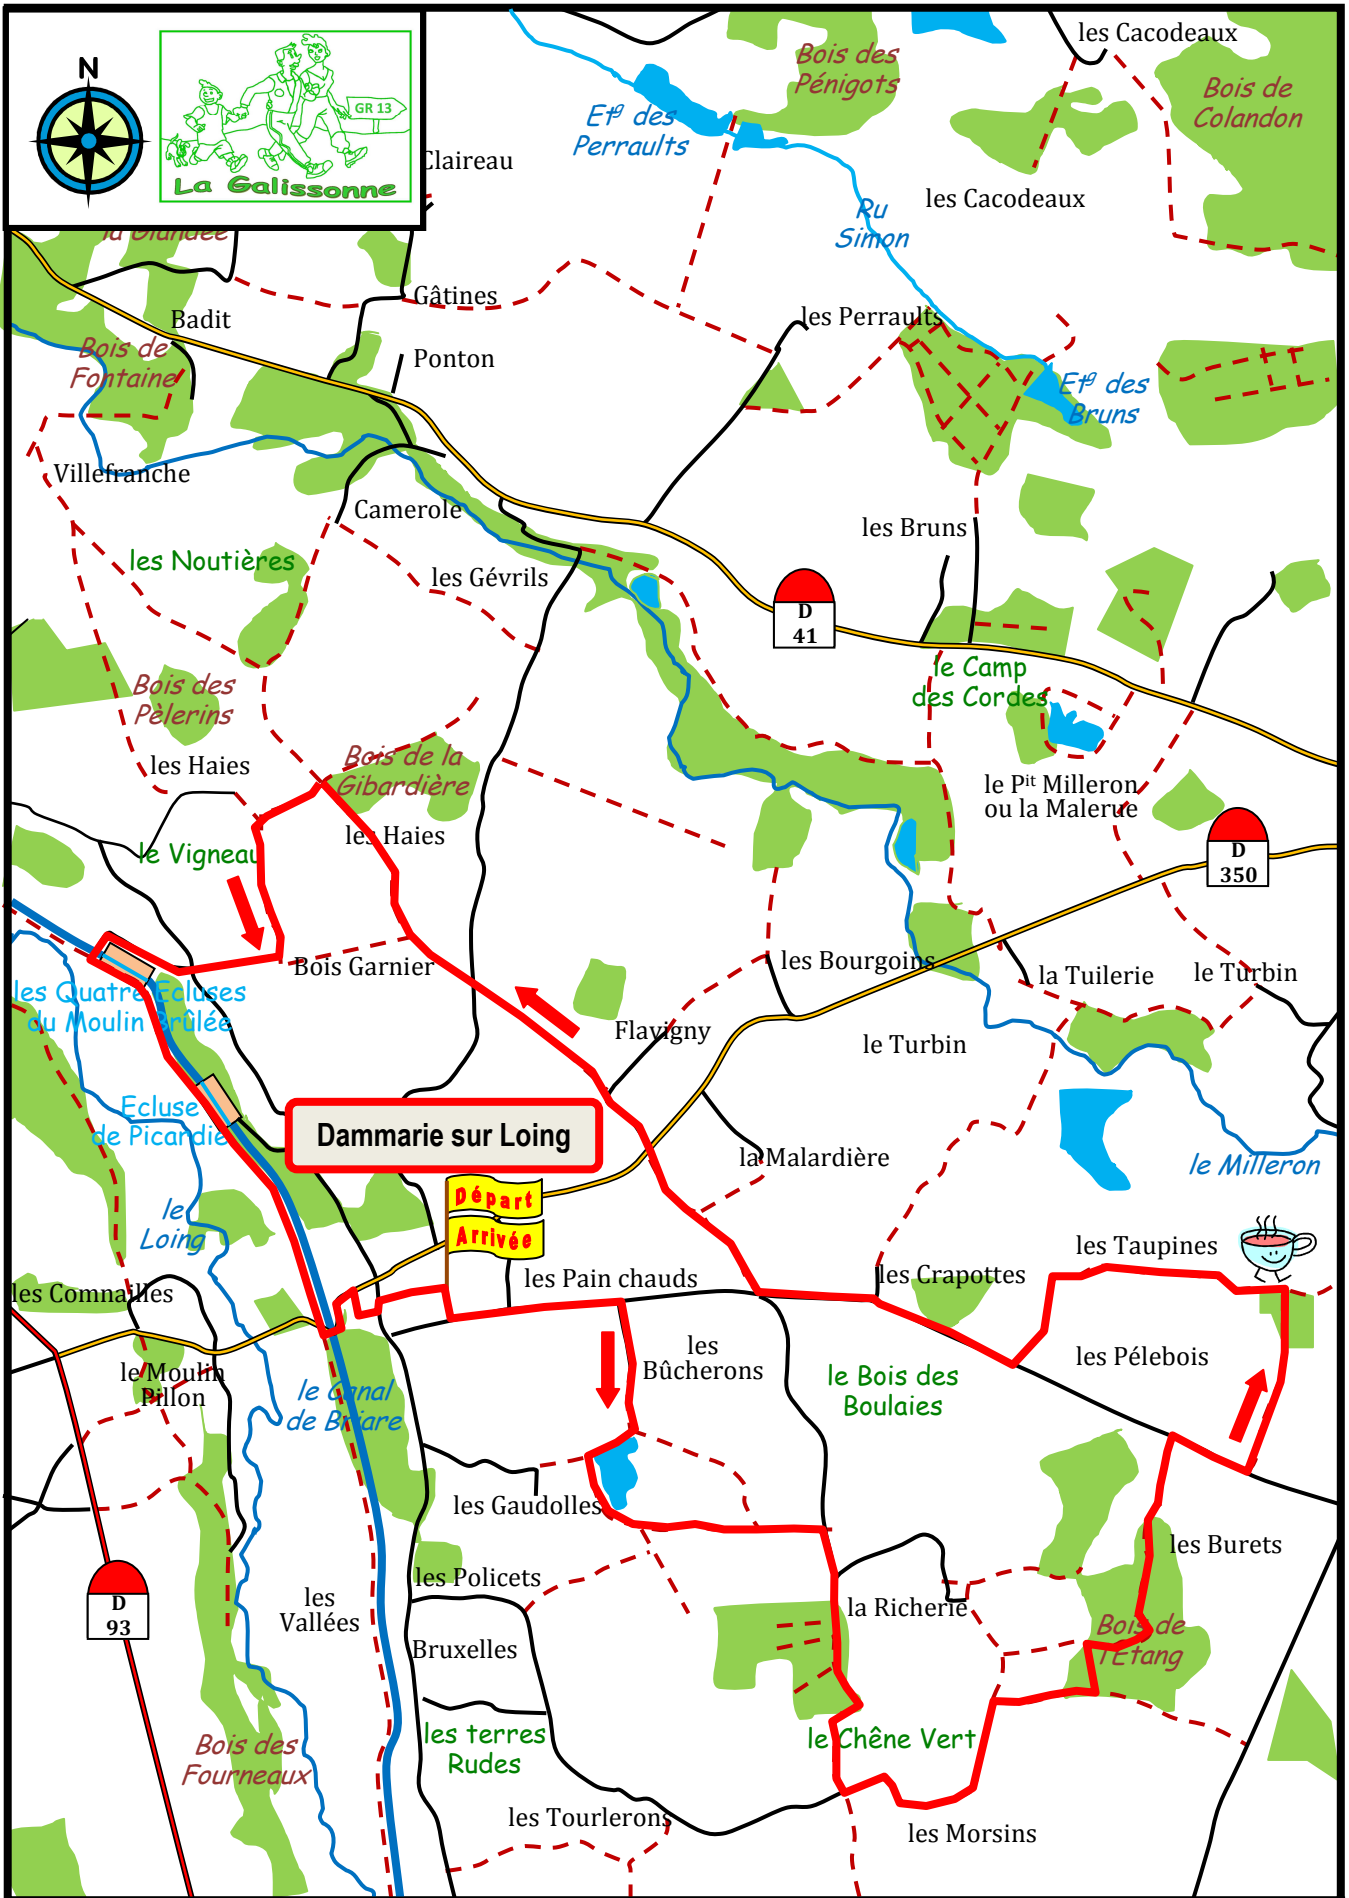 N
GR 13
La Galissonne
les Cacodeaux
Bois des
Pénigots
Bois de
Colandon
Etg des
Perraults
Claireau
les Cacodeaux
Ru
Simon
la Glandée
Gâtines
Badit
les Perraults
Bois de
Fontaine
Ponton
Etg des
Bruns
Villefranche
Camerole
les Bruns
les Noutières
les Gévrils
D
41
le Camp
des Cordes
Bois des
Pèlerins
les Haies
Bois de la
Gibardière
le Pit Milleron
ou la Malerue
les Haies
le Vigneau
D
350
Bois Garnier
les Bourgoins
la Tuilerie
le Turbin
les Quatre Ecluses
du Moulin Brûlée
Flavigny
le Turbin
Ecluse
de Picardie
Dammarie sur Loing
la Malardière
le Milleron
Départ
Arrivée
le
Loing
les Taupines
les Comnailles
les Pain chauds
les Crapottes
les
Bûcherons
les Pélebois
le Moulin
Pillon
le Canal
de Briare
le Bois des
Boulaies
les Gaudolles
les Burets
les Policets
les
Vallées
la Richerie
D
93
Bruxelles
Bois de
l'Etang
les terres
Rudes
le Chêne Vert
Bois des
Fourneaux
les Tourlerons
les Morsins